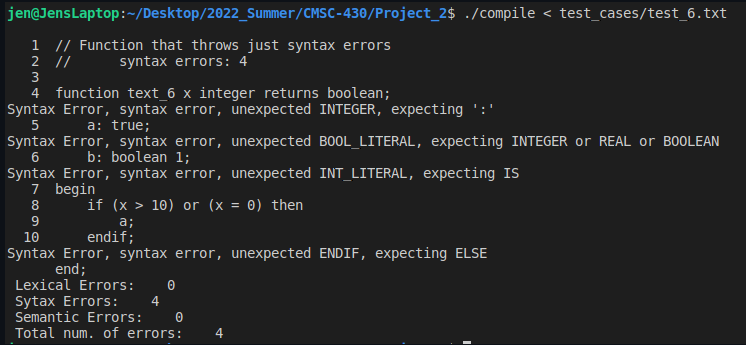 jen@JensLaptop:~/Desktop/2022_Summer/CMSC-430/Project_2$ ./compile < test_cases/test_6.txt
1 // Function that throws just syntax errors
2 // syntax errors: 4
3
4 function text_6 x integer returns boolean;
Syntax Error, syntax error, unexpected INTEGER, expecting ':'
5 a: true;
Syntax Error, syntax error, unexpected BOOL_LITERAL, expecting INTEGER or REAL or BOOLEAN
6 b: boolean 1;
Syntax Error, syntax error, unexpected INT_LITERAL, expecting IS
7 begin
8 if (x > 10) or (x = 0) then
9 a;
10 endif;
Syntax Error, syntax error, unexpected ENDIF, expecting ELSE
end;
Lexical Errors: 0
Sytax Errors: 4
Semantic Errors: 0
Total num. of errors: 4